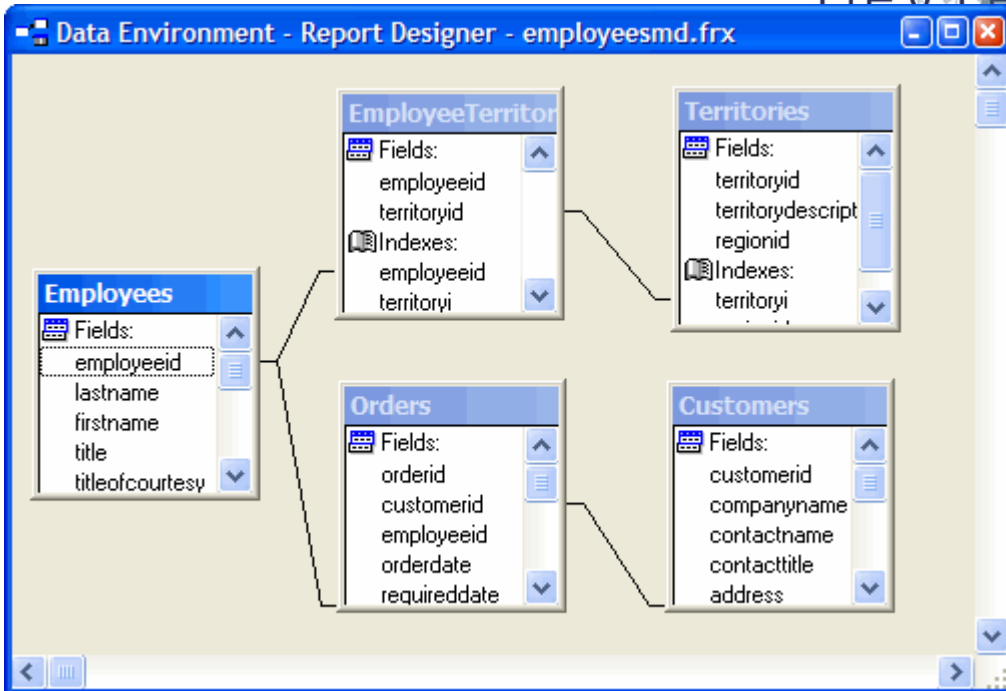 Data Environment - Report Designer - employeesmd.frx
Employees
Fields:
employeeid
lastname
firstname
title
titleofcourtesy
EmployeeTerritor
Fields:
employeeid
territoryid
Indexes:
employeeid
territoryi
Territories
Fields:
territoryid
territorydescript
regionid
Indexes:
territoryi
Orders
Fields:
orderid
customerid
employeeid
orderdate
requireddate
Customers
Fields:
customerid
companyname
contactname
contacttitle
address